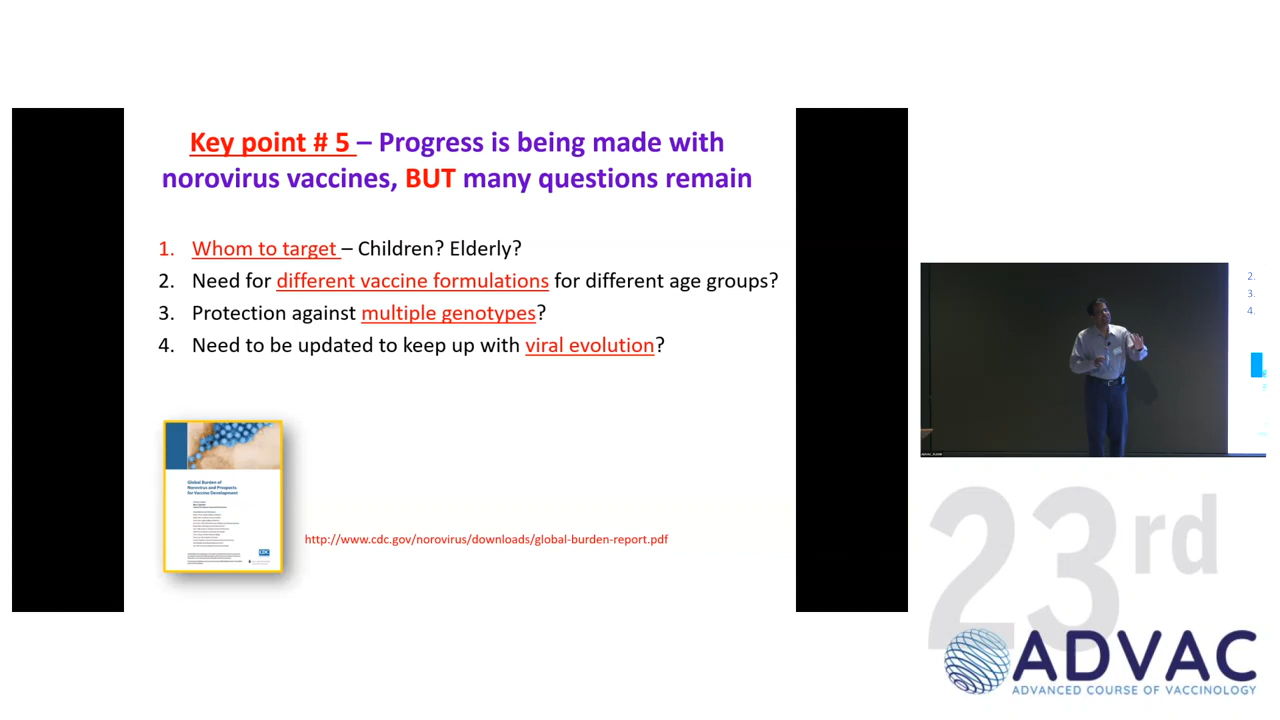 Key point # 5 – Progress is being made with
norovirus vaccines, BUT many questions remain
1. Whom to target – Children? Elderly?
2. Need for different vaccine formulations for different age groups?
3. Protection against multiple genotypes?
4. Need to be updated to keep up with viral evolution?
Global Burden of
Norovirus and Prospects
for Vaccine Development
CDC
http://www.cdc.gov/norovirus/downloads/global-burden-report.pdf
2.
3.
4.
23rd
ADVAC
ADVANCED COURSE OF VACCINOLOGY